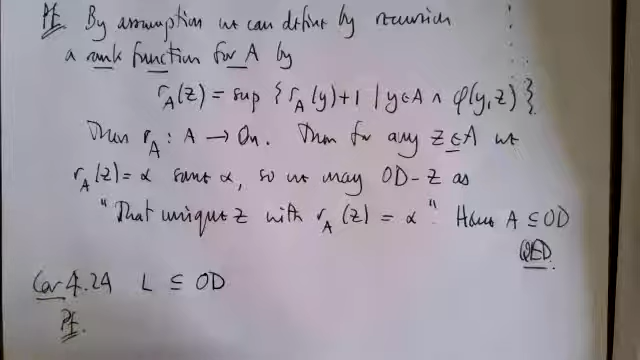 Pf. By assumption we can define by recursion
a rank function for A by
r_A(z) = sup { r_A(y)+1 | y ∈ A ∧ φ(y,z) }.
Then r_A : A → On. Then for any z ∈ A we
r_A(z) = α some α, so we may OD-z as
"That unique z with r_A(z) = α". Hence A ⊆ OD
QED.
Cor 4.24 L ⊆ OD
Pf.